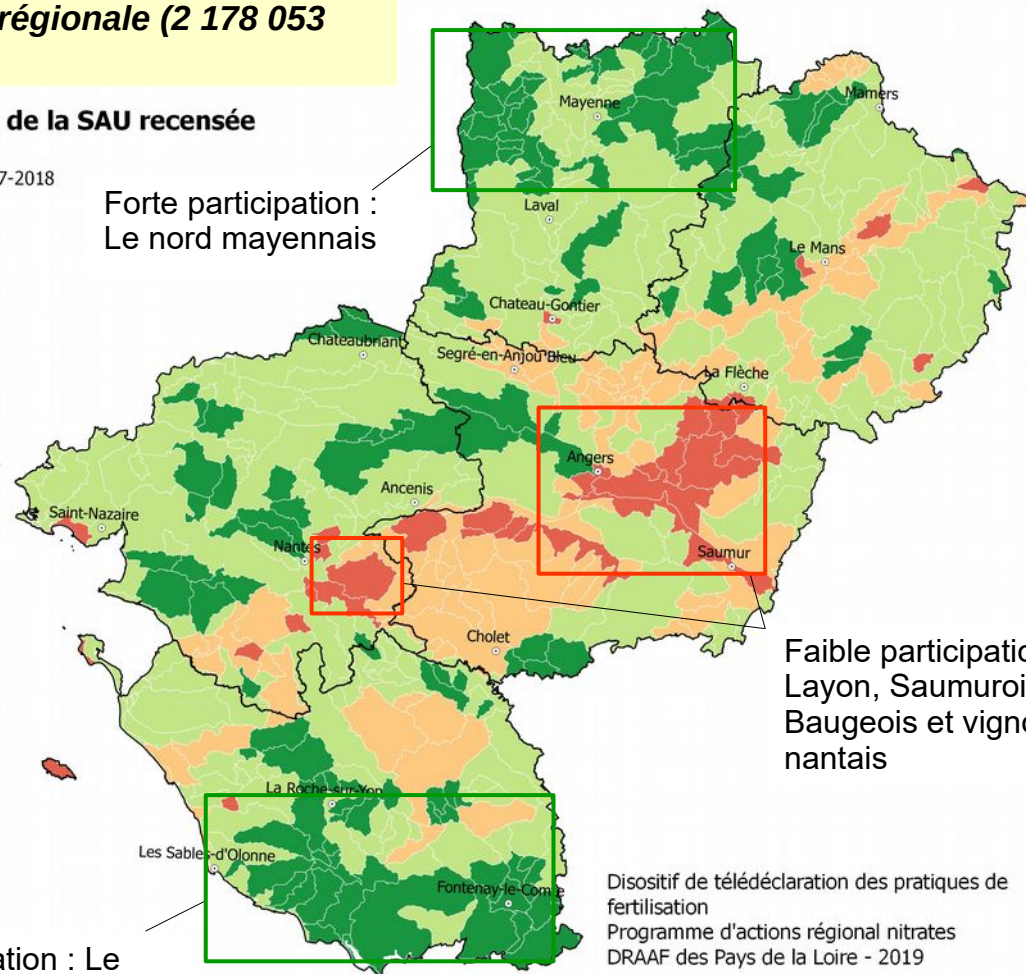 régionale (2 178 053
de la SAU recensée
7-2018
Forte participation :
Le nord mayennais
Mayenne
Mamers
Laval
Le Mans
Chateau-Gontier
Chateaubriant
Segré-en-Anjou Bleu
La Flèche
Angers
Ancenis
Saint-Nazaire
Nantes
Saumur
Cholet
Faible participatio
Layon, Saumuroi
Baugeois et vigno
nantais
La Roche-sur-Yon
Les Sables-d'Olonne
Fontenay-le-Comte
Disositif de télédéclaration des pratiques de
fertilisation
Programme d'actions régional nitrates
DRAAF des Pays de la Loire - 2019
ation : Le